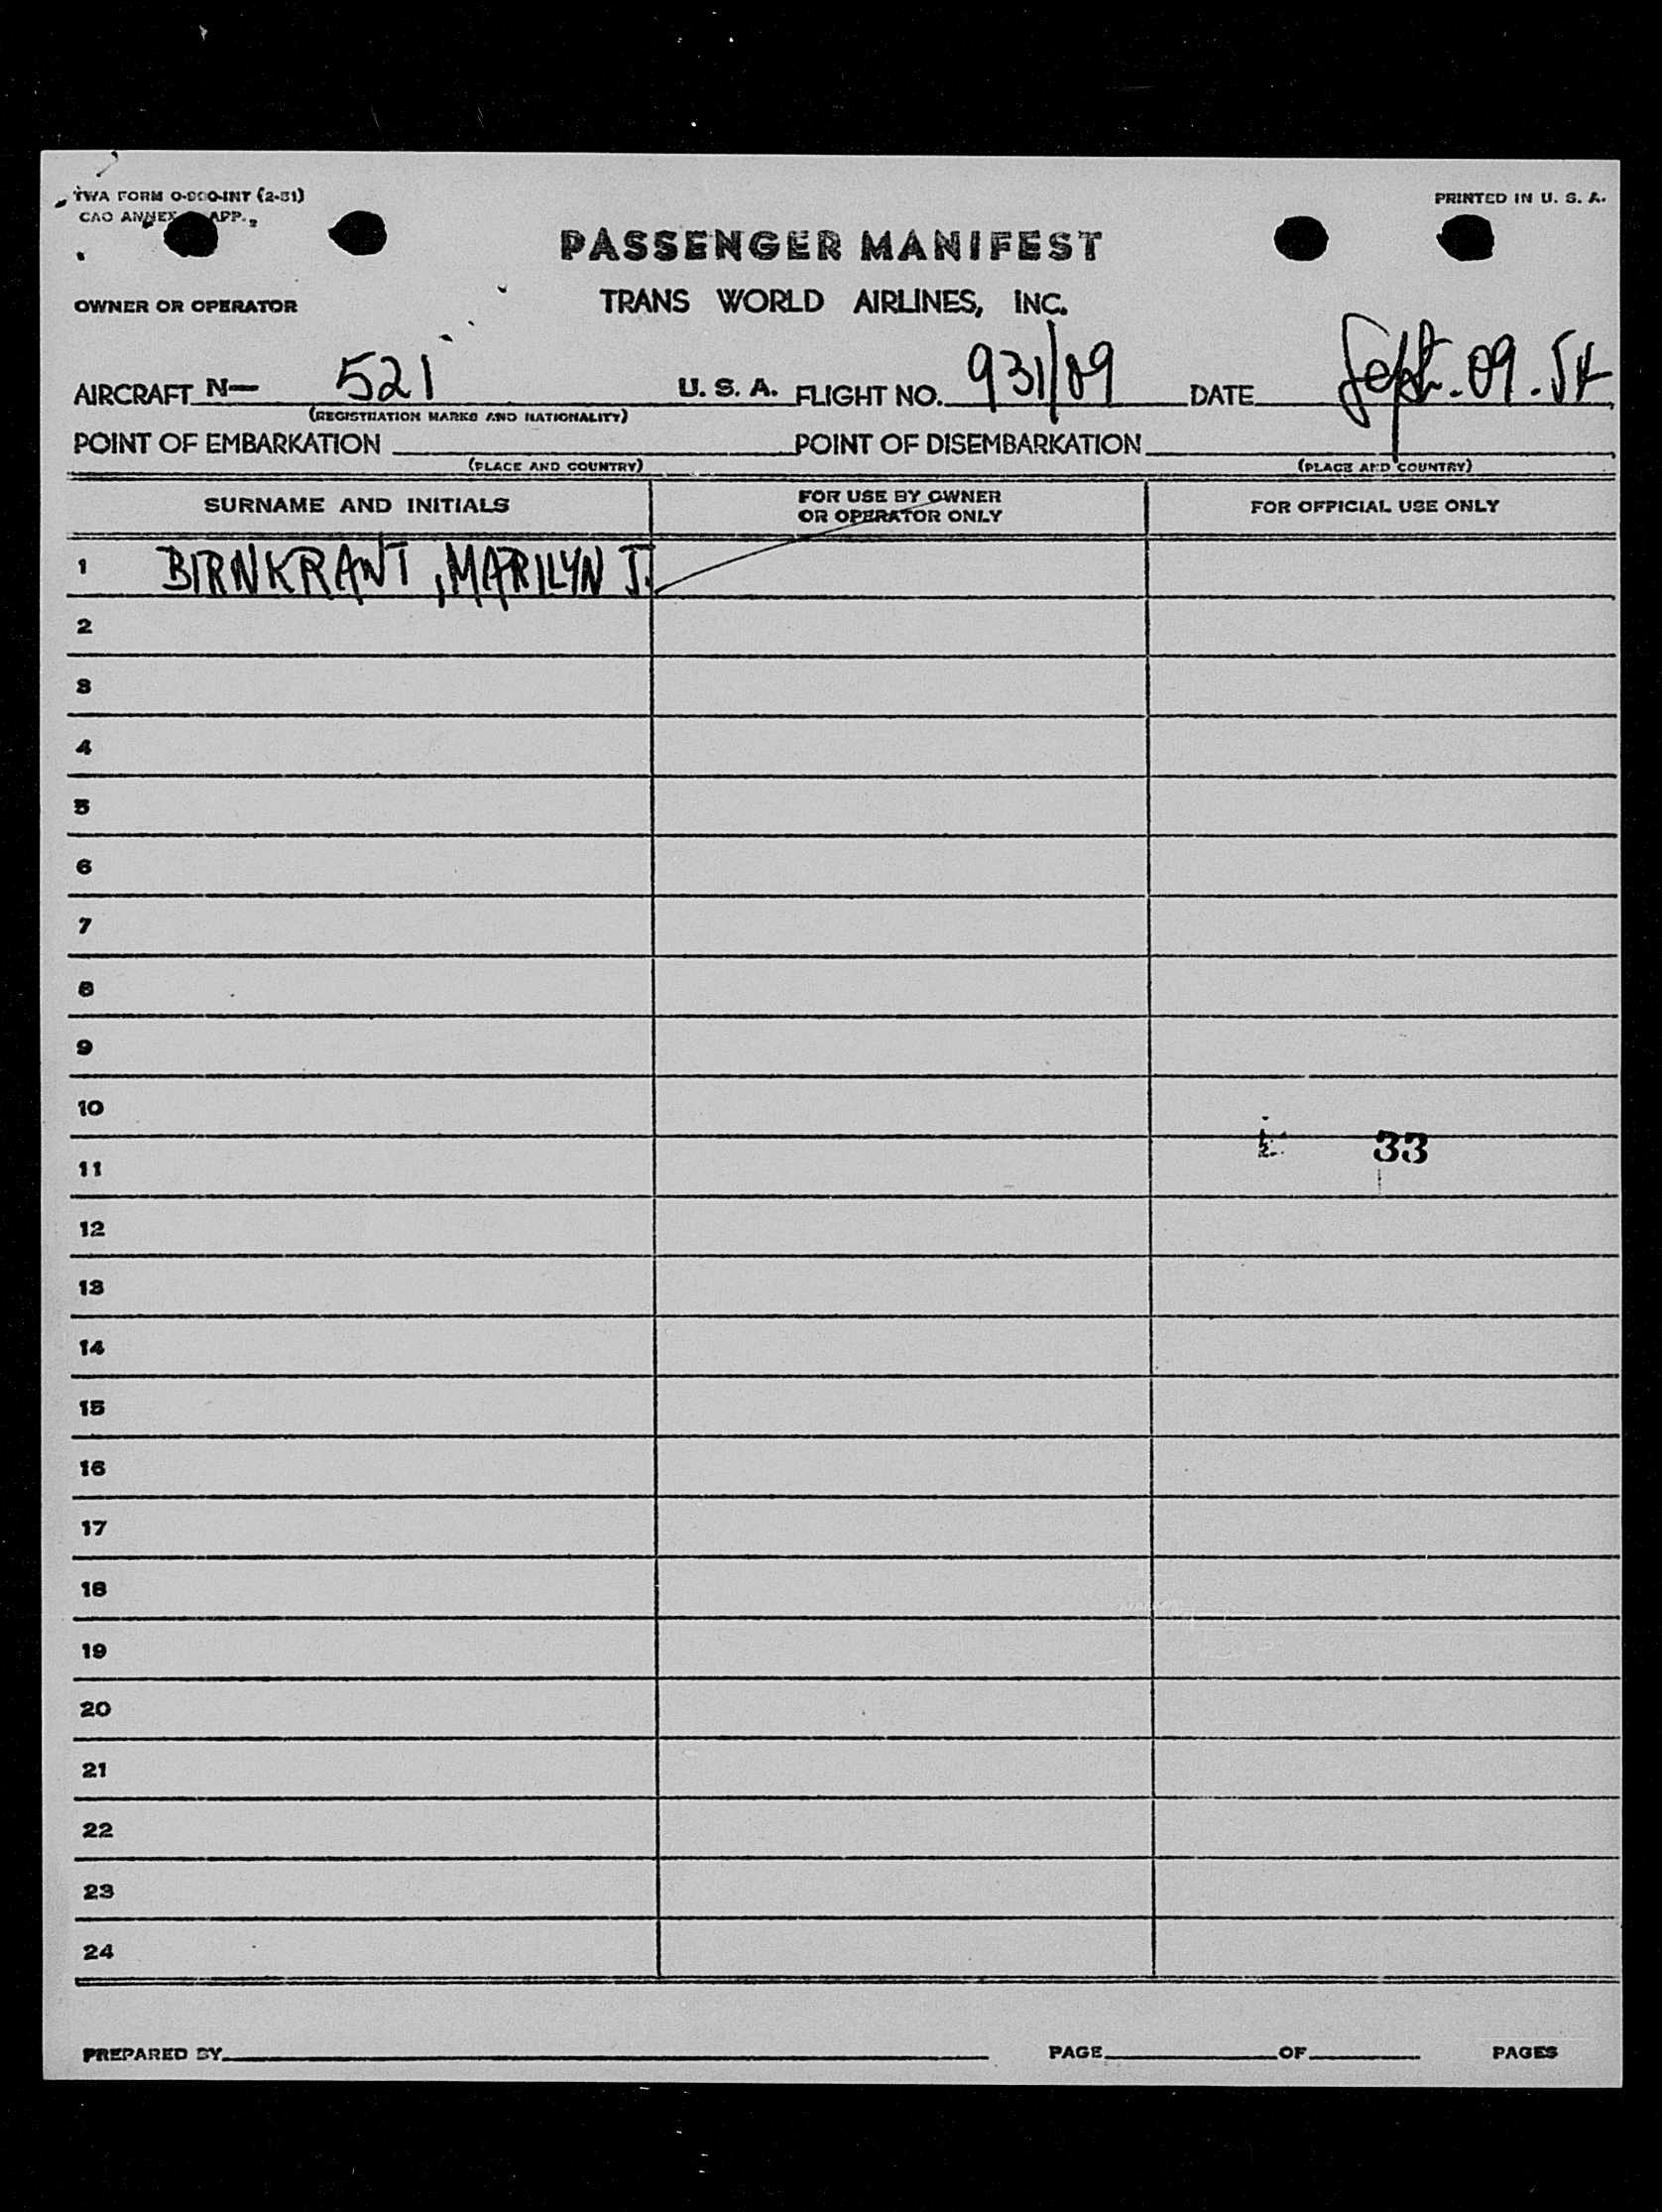 TWA FORM O-900-INT (2-51)
PRINTED IN U. S. A.
CAO ANNEX APP.
PASSENGER MANIFEST
OWNER OR OPERATOR
TRANS WORLD AIRLINES, INC.
AIRCRAFT N- 521 U. S. A. FLIGHT NO. 931/09 DATE Sept. 09. 54
(REGISTRATION MARKS AND NATIONALITY)
POINT OF EMBARKATION POINT OF DISEMBARKATION
(PLACE AND COUNTRY) (PLACE AND COUNTRY)
SURNAME AND INITIALS
FOR USE BY OWNER
OR OPERATOR ONLY
FOR OFFICIAL USE ONLY
1 BIRNKRANT, MARILYN J.
2
3
4
5
6
7
8
9
10
33
11
12
13
14
15
16
17
18
19
20
21
22
23
24
PREPARED BY PAGE OF PAGES